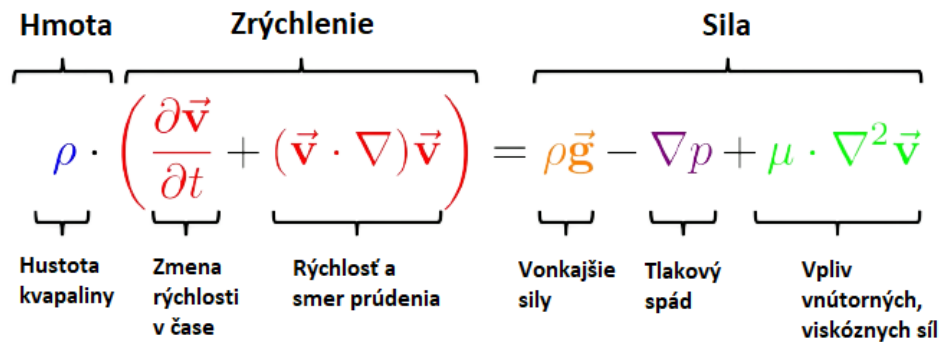 Hmota Zrýchlenie Sila
ρ · (∂v⃗/∂t + (v⃗ · ∇)v⃗) = ρg⃗ − ∇p + μ · ∇²v⃗
Hustota
kvapaliny
Zmena
rýchlosti
v čase
Rýchlosť a
smer prúdenia
Vonkajšie
sily
Tlakový
spád
Vpliv
vnútorných,
viskóznych síl